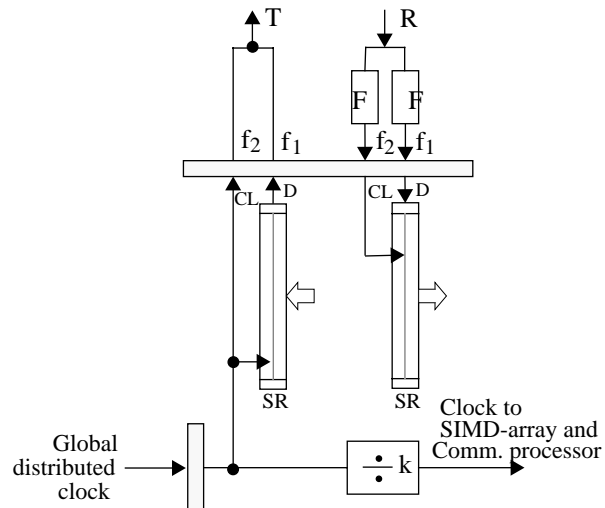 T R
F F
f2 f1 f2 f1
CL D CL D
SR SR
Global
distributed
clock
÷ k
Clock to
SIMD-array and
Comm. processor